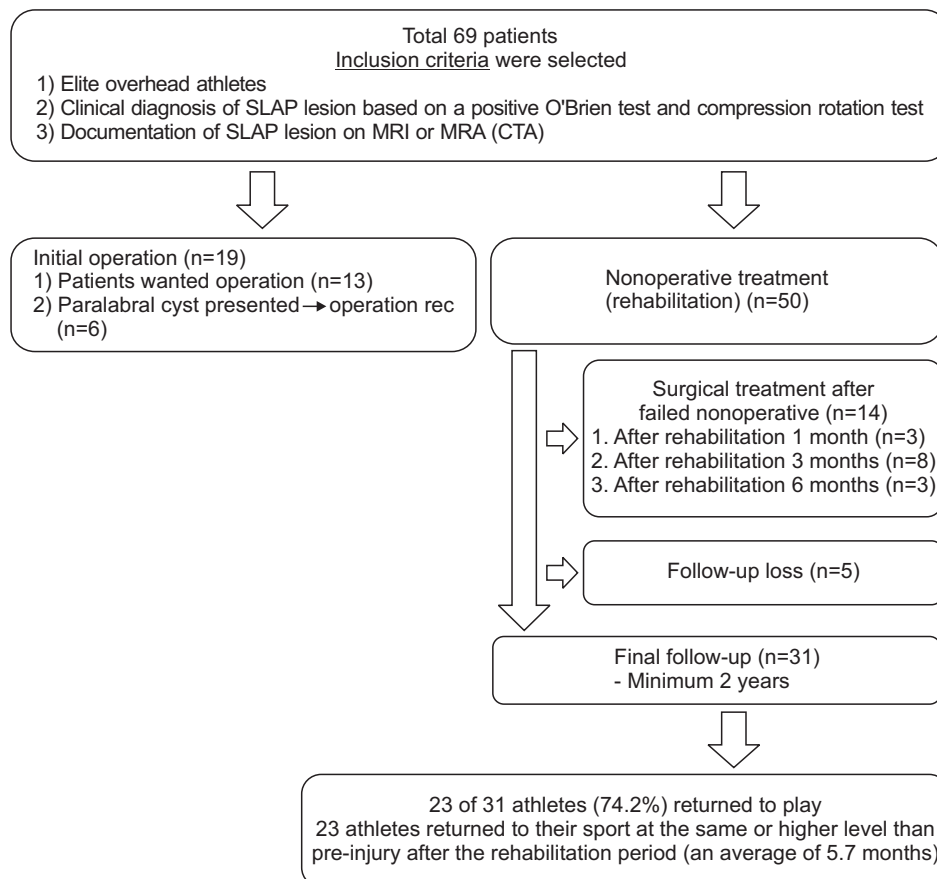 Total 69 patients
Inclusion criteria were selected
1) Elite overhead athletes
2) Clinical diagnosis of SLAP lesion based on a positive O'Brien test and compression rotation test
3) Documentation of SLAP lesion on MRI or MRA (CTA)
Initial operation (n=19)
1) Patients wanted operation (n=13)
2) Paralabral cyst presented → operation rec
(n=6)
Nonoperative treatment
(rehabilitation) (n=50)
Surgical treatment after
failed nonoperative (n=14)
1. After rehabilitation 1 month (n=3)
2. After rehabilitation 3 months (n=8)
3. After rehabilitation 6 months (n=3)
Follow-up loss (n=5)
Final follow-up (n=31)
- Minimum 2 years
23 of 31 athletes (74.2%) returned to play
23 athletes returned to their sport at the same or higher level than
pre-injury after the rehabilitation period (an average of 5.7 months)